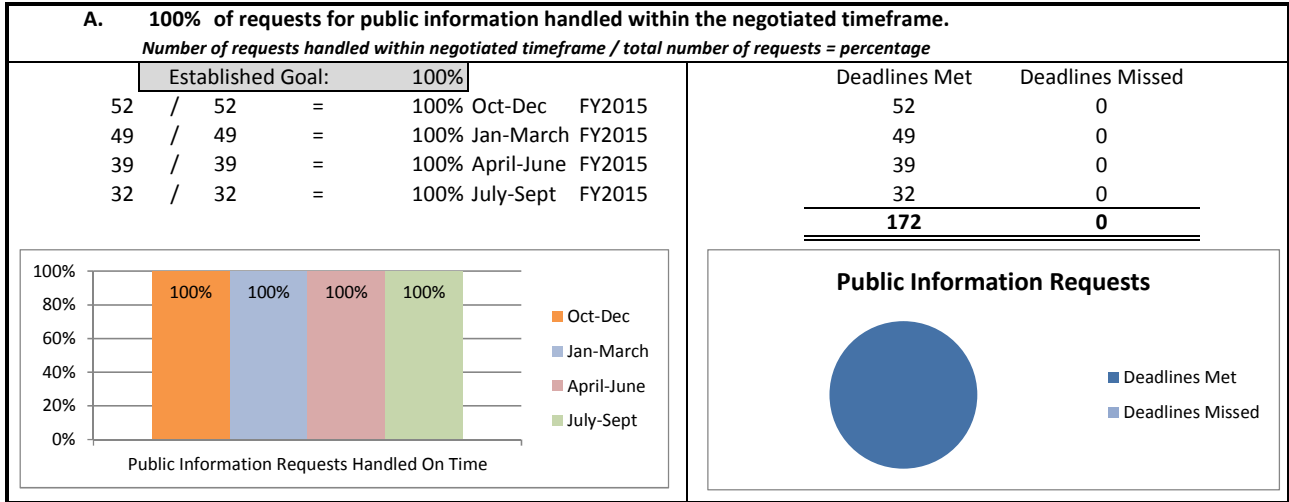 A. 100% of requests for public information handled within the negotiated timeframe.
Number of requests handled within negotiated timeframe / total number of requests = percentage
Established Goal: 100%
52 / 52 = 100% Oct-Dec FY2015
49 / 49 = 100% Jan-March FY2015
39 / 39 = 100% April-June FY2015
32 / 32 = 100% July-Sept FY2015
Deadlines Met Deadlines Missed
52 0
49 0
39 0
32 0
172 0
100%
80%
60%
40%
20%
0%
100% 100% 100% 100%
Public Information Requests Handled On Time
Oct-Dec
Jan-March
April-June
July-Sept
Public Information Requests
Deadlines Met
Deadlines Missed